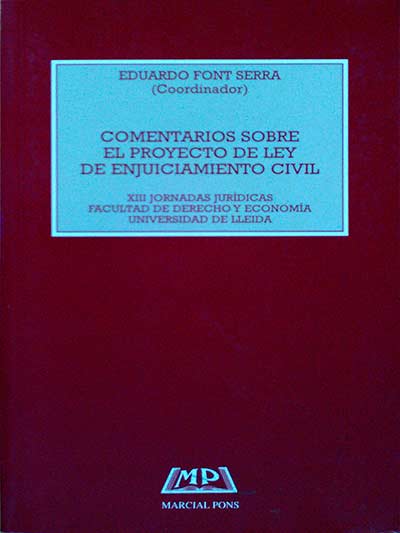 EDUARDO FONT SERRA
(Coordinador)
COMENTARIOS SOBRE
EL PROYECTO DE LEY
DE ENJUICIAMIENTO CIVIL
XIII JORNADAS JURÍDICAS
FACULTAD DE DERECHO Y ECONOMÍA
UNIVERSIDAD DE LLEIDA
MP
MARCIAL PONS